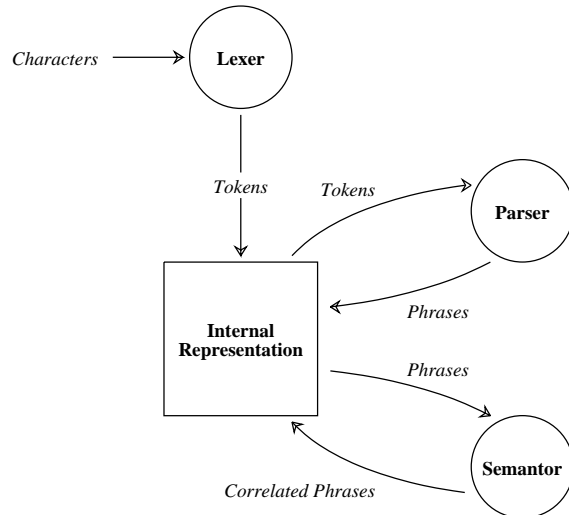 Characters
Lexer
Tokens
Tokens
Parser
Phrases
Internal
Representation
Phrases
Semantor
Correlated Phrases